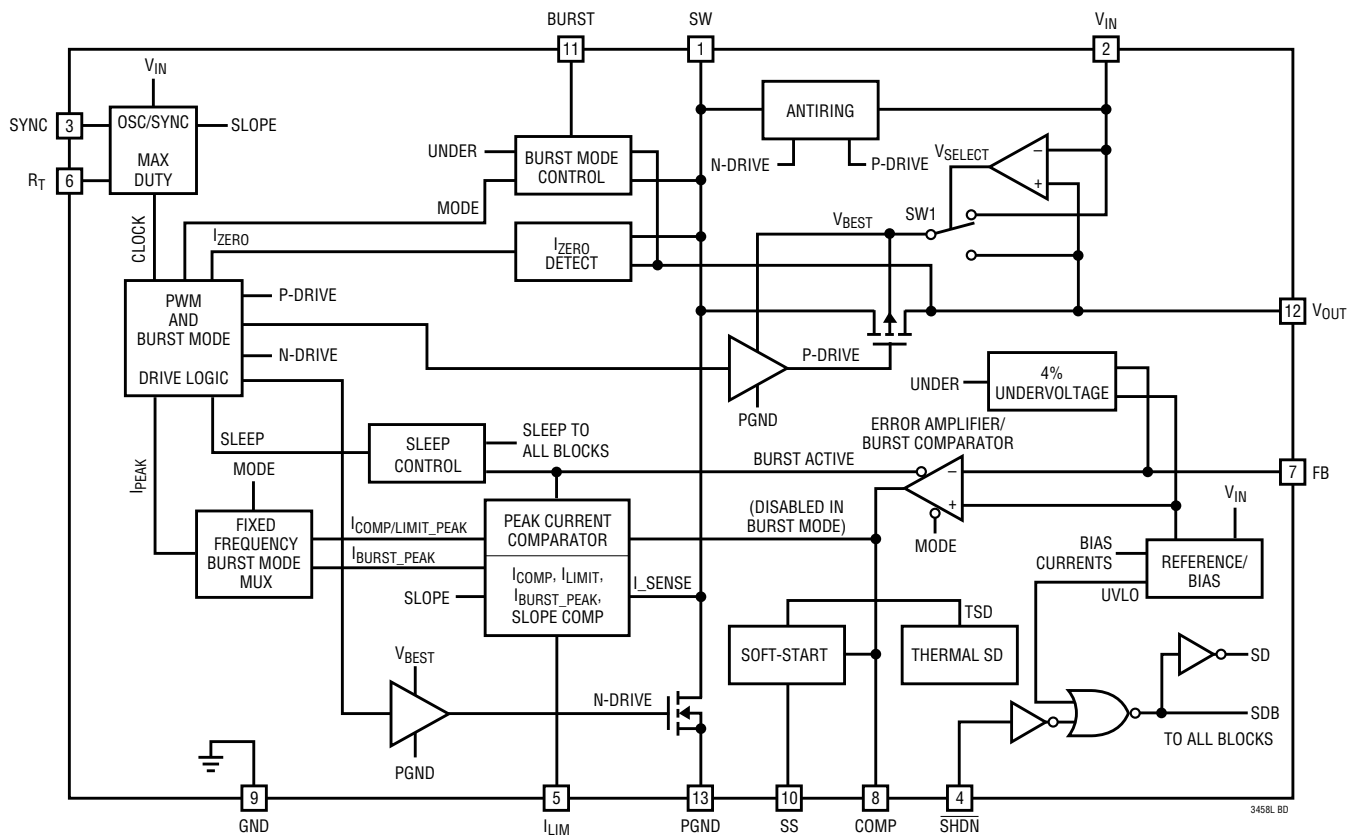 BURST
SW
VIN
11
1
2
VIN
SYNC
3
OSC/SYNC
SLOPE
MAX
DUTY
RT
6
CLOCK
UNDER
BURST MODE
CONTROL
MODE
IZERO
IZERO
DETECT
ANTIRING
N-DRIVE
P-DRIVE
VSELECT
–
+
VBEST
SW1
PWM
AND
BURST MODE
DRIVE LOGIC
P-DRIVE
N-DRIVE
P-DRIVE
PGND
12
VOUT
UNDER
4%
UNDERVOLTAGE
ERROR AMPLIFIER/
BURST COMPARATOR
SLEEP
SLEEP
CONTROL
SLEEP TO
ALL BLOCKS
BURST ACTIVE
–
+
7
FB
IPEAK
MODE
FIXED
FREQUENCY
BURST MODE
MUX
ICOMP/LIMIT_PEAK
IBURST_PEAK
PEAK CURRENT
COMPARATOR
ICOMP, ILIMIT,
IBURST_PEAK,
SLOPE COMP
SLOPE
I_SENSE
(DISABLED IN
BURST MODE)
MODE
VIN
BIAS
CURRENTS
REFERENCE/
BIAS
UVLO
TSD
SOFT-START
THERMAL SD
VBEST
N-DRIVE
PGND
SD
SDB
TO ALL BLOCKS
9
5
13
10
8
4
GND
ILIM
PGND
SS
COMP
SHDN
3458L BD